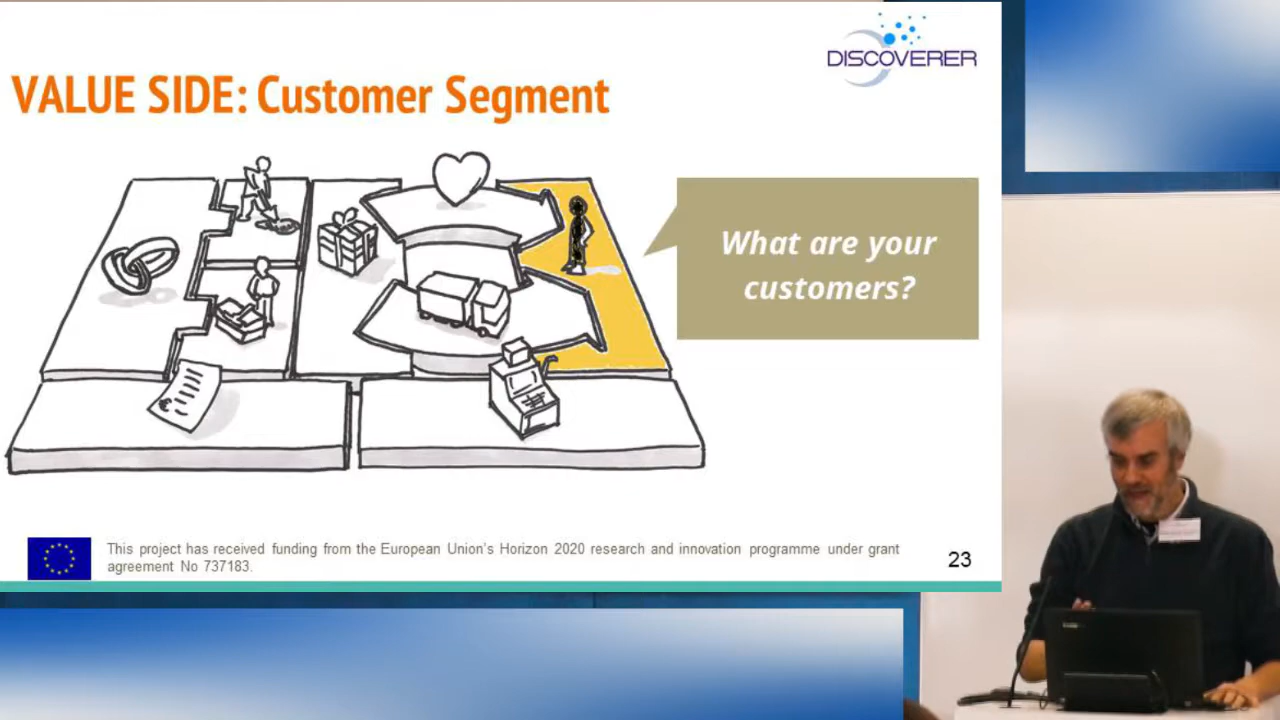 DISCOVERER
VALUE SIDE: Customer Segment
What are your
customers?
This project has received funding from the European Union's Horizon 2020 research and innovation programme under grant
agreement No 737183.
23